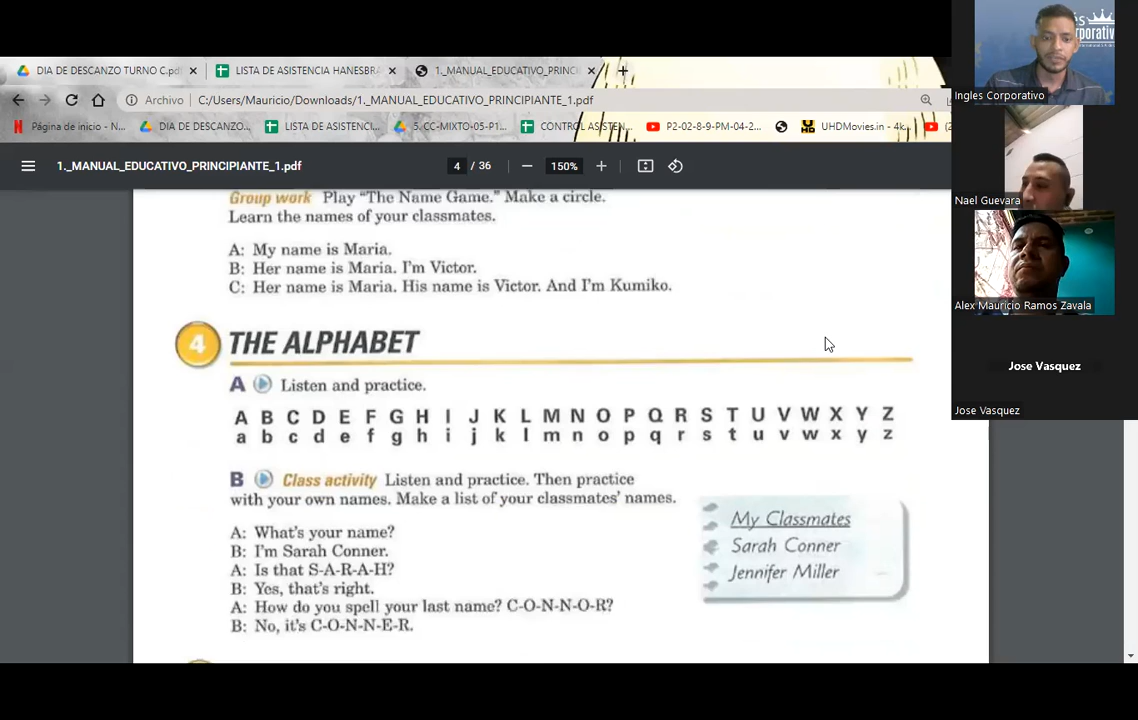 DIA DE DESCANZO TURNO C.pdf
LISTA DE ASISTENCIA HANESBRA
1._MANUAL_EDUCATIVO_PRINCI
Archivo
C:/Users/Mauricio/Downloads/1._MANUAL_EDUCATIVO_PRINCIPIANTE_1.pdf
Página de inicio - N...
DIA DE DESCANZO...
LISTA DE ASISTENCI...
5. CC-MIXTO-05-P1...
CONTROL ASISTEN...
P2-02-8-9-PM-04-2...
UHDMovies.in - 4k...
1._MANUAL_EDUCATIVO_PRINCIPIANTE_1.pdf
4 / 36
150%
Group work Play "The Name Game." Make a circle.
Learn the names of your classmates.
A: My name is Maria.
B: Her name is Maria. I'm Victor.
C: Her name is Maria. His name is Victor. And I'm Kumiko.
4 THE ALPHABET
A Listen and practice.
A B C D E F G H I J K L M N O P Q R S T U V W X Y Z
a b c d e f g h i j k l m n o p q r s t u v w x y z
B Class activity Listen and practice. Then practice
with your own names. Make a list of your classmates' names.
A: What's your name?
B: I'm Sarah Conner.
A: Is that S-A-R-A-H?
B: Yes, that's right.
A: How do you spell your last name? C-O-N-N-O-R?
B: No, it's C-O-N-N-E-R.
My Classmates
Sarah Conner
Jennifer Miller
Ingles Corporativo
Nael Guevara
Alex Mauricio Ramos Zavala
Jose Vasquez
Jose Vasquez